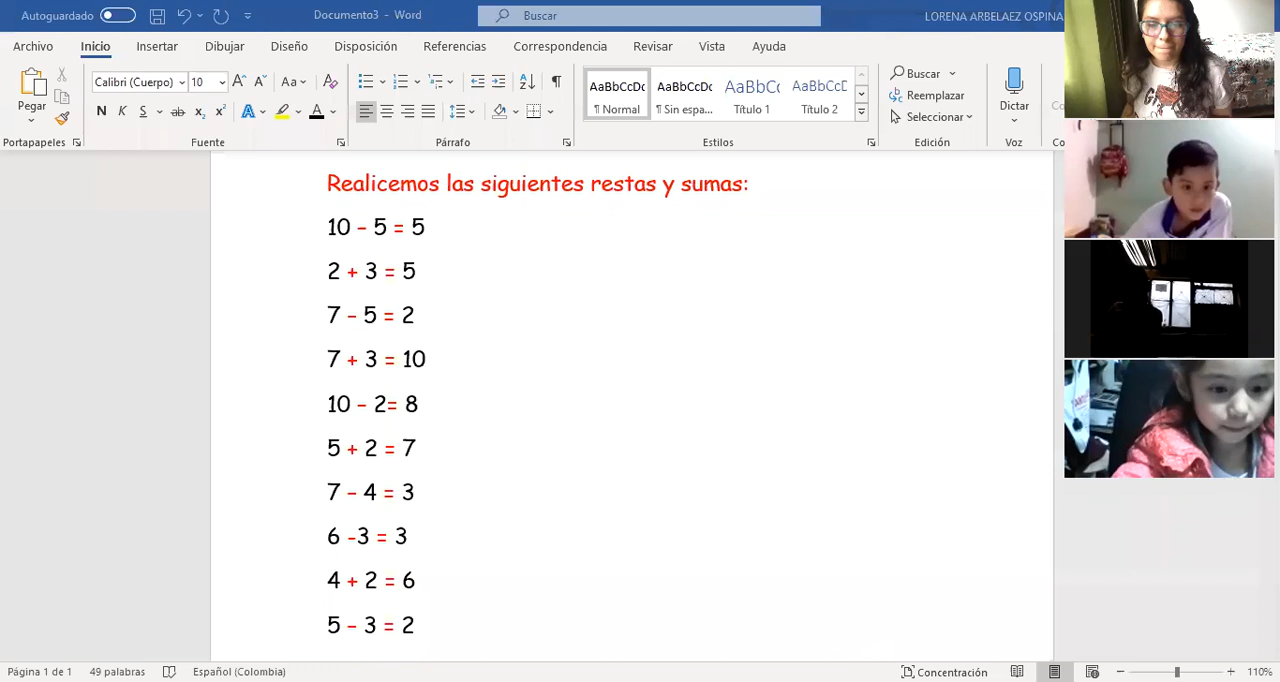 Autoguardado
Documento3 - Word
Buscar
LORENA ARBELAEZ OSPINA
Archivo
Inicio
Insertar
Dibujar
Diseño
Disposición
Referencias
Correspondencia
Revisar
Vista
Ayuda
Pegar
Portapapeles
Calibri (Cuerpo)
10
Aa
N K S ab x₂ x² A A
Fuente
Párrafo
AaBbCcDc
¶ Normal
AaBbCcDc
¶ Sin espa...
AaBbCc
Título 1
AaBbCcD
Título 2
Estilos
Buscar
Reemplazar
Seleccionar
Edición
Dictar
Voz
Realicemos las siguientes restas y sumas:
10 - 5 = 5
2 + 3 = 5
7 - 5 = 2
7 + 3 = 10
10 - 2= 8
5 + 2 = 7
7 - 4 = 3
6 -3 = 3
4 + 2 = 6
5 - 3 = 2
Página 1 de 1
49 palabras
Español (Colombia)
Concentración
110%